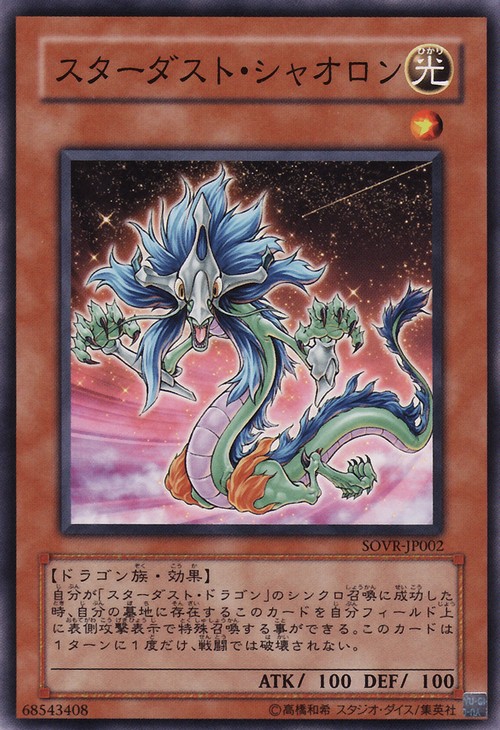 スターダスト・シャオロン
ひかり
光
SOVR-JP002
【ドラゴン族・効果】
自分が「スターダスト・ドラゴン」のシンクロ召喚に成功した
時、自分の墓地に存在するこのカードを自分フィールド上
に表側攻撃表示で特殊召喚する事ができる。このカードは
1ターンに1度だけ、戦闘では破壊されない。
ATK/ 100 DEF/ 100
68543408
©高橋和希 スタジオ・ダイス/集英社